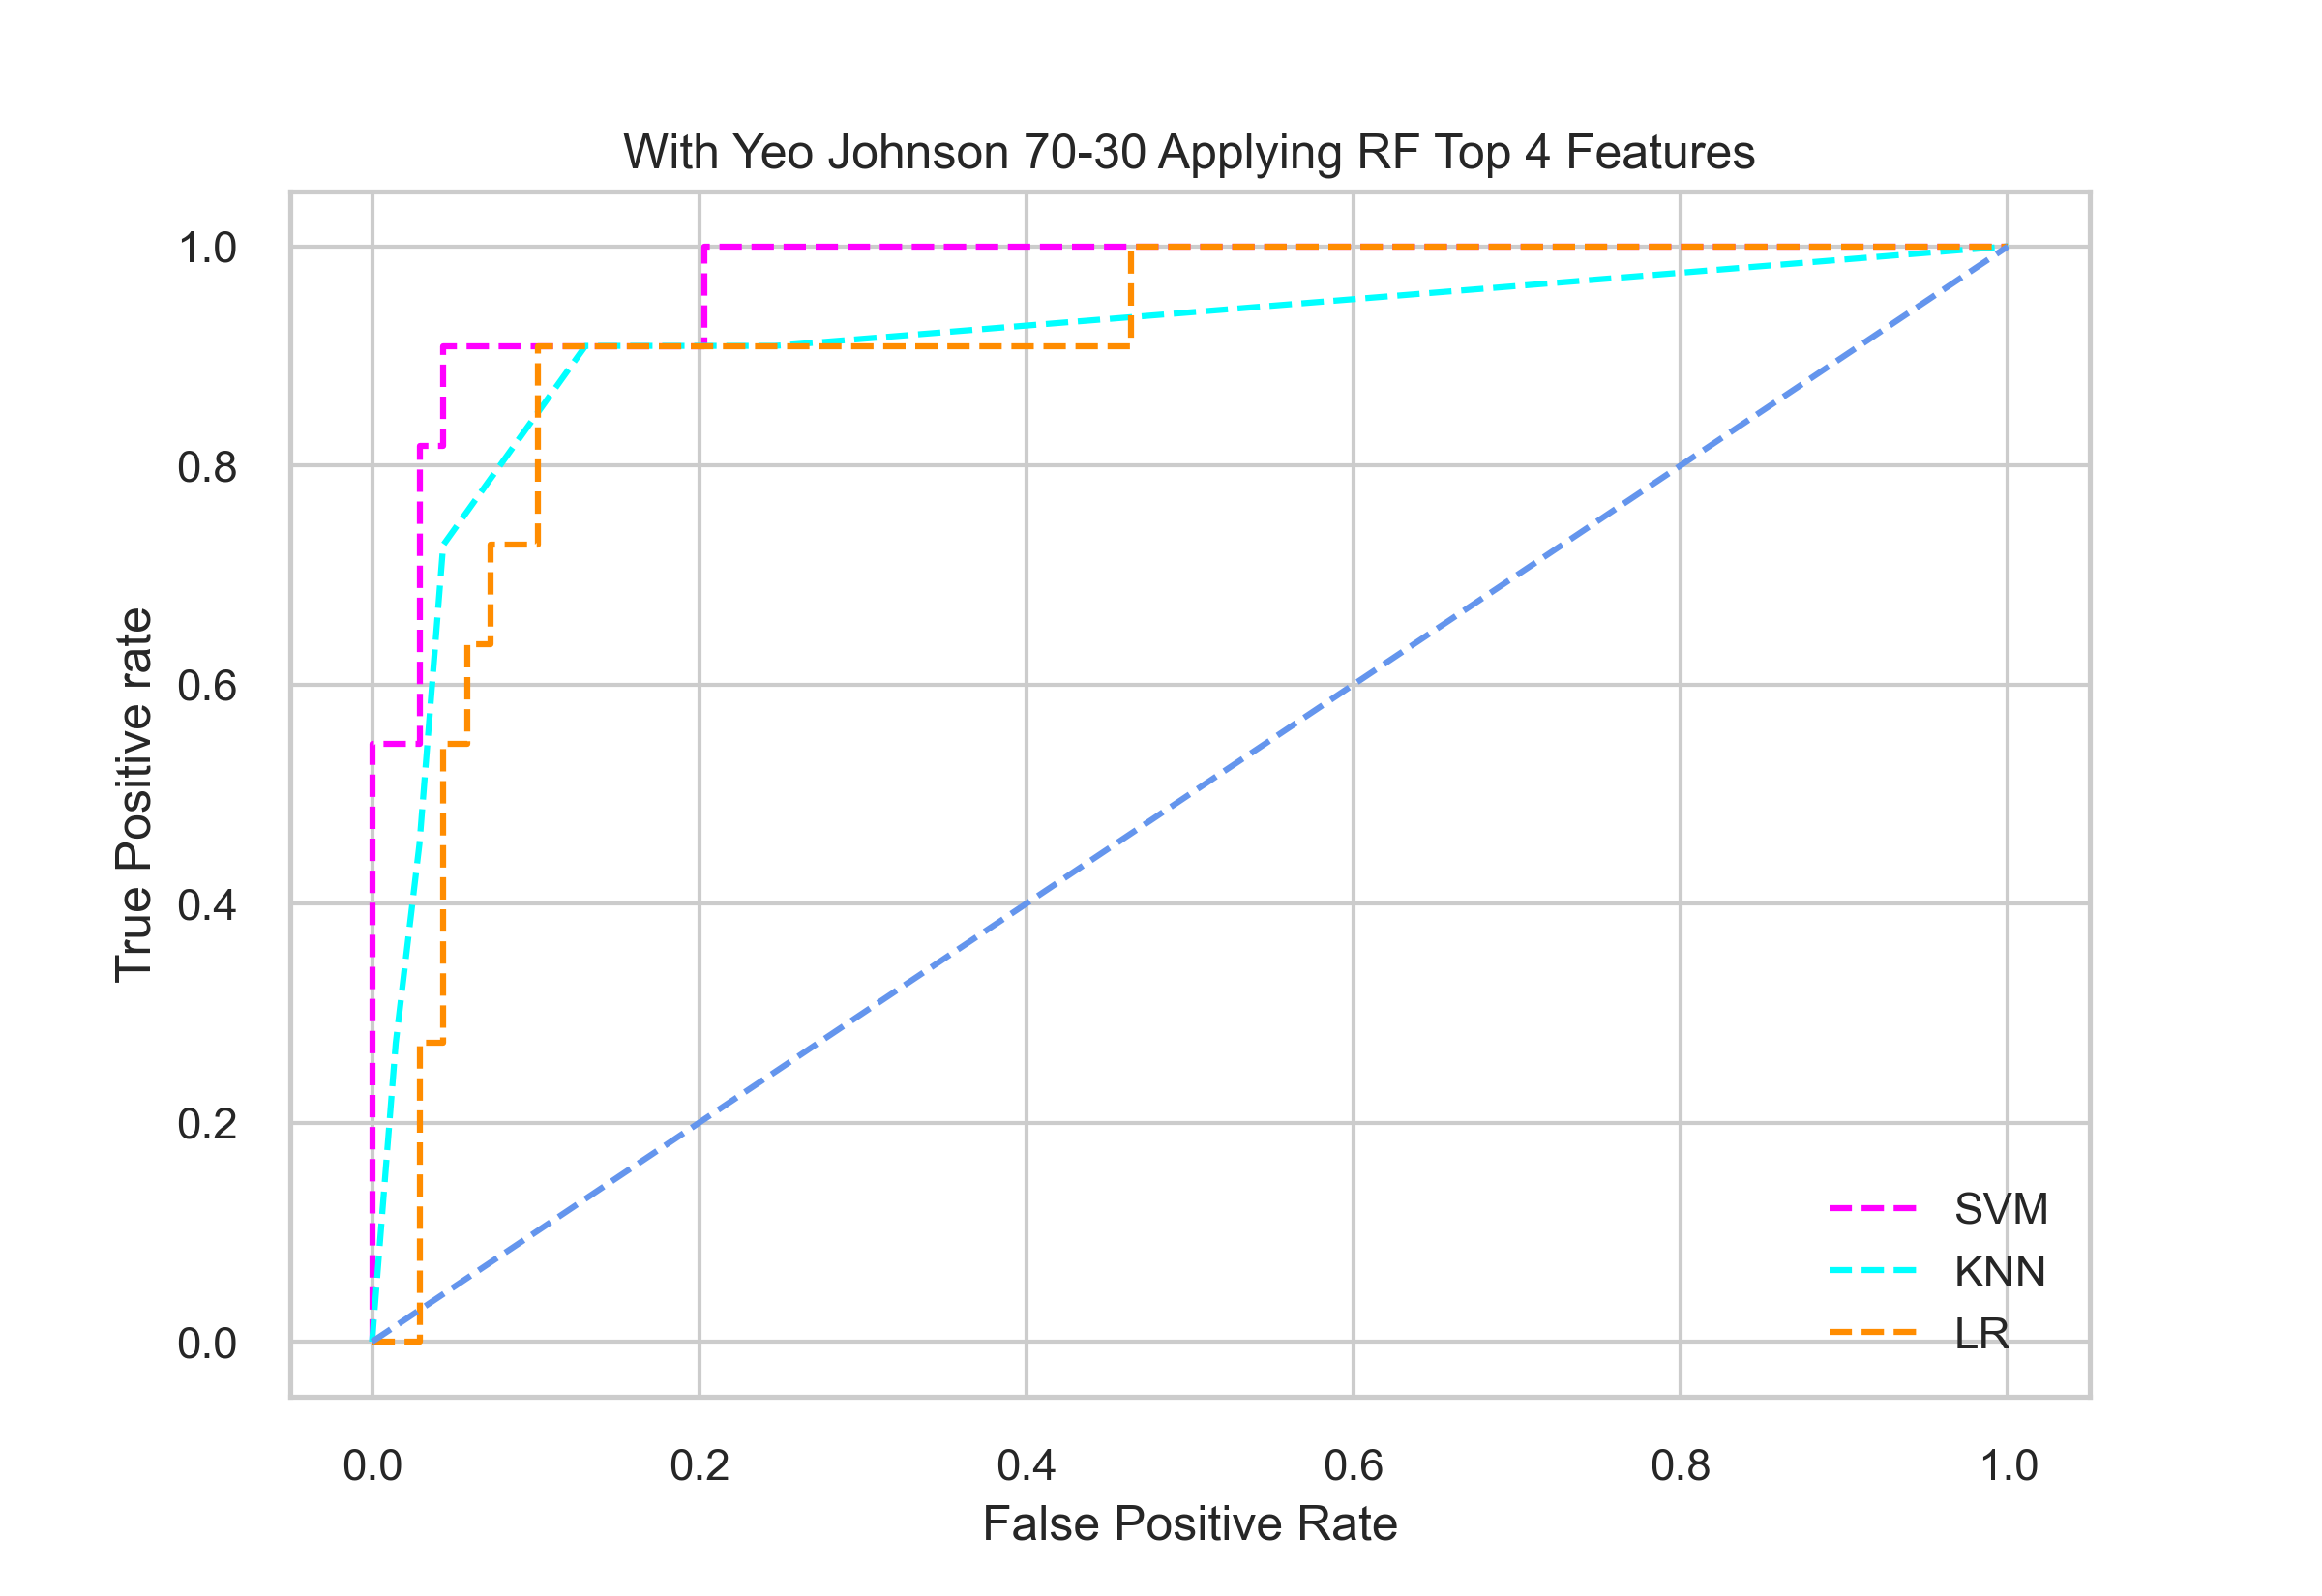 With Yeo Johnson 70-30 Applying RF Top 4 Features
True Positive rate
1.0
0.8
0.6
0.4
0.2
0.0
SVM
KNN
LR
0.0 0.2 0.4 0.6 0.8 1.0
False Positive Rate